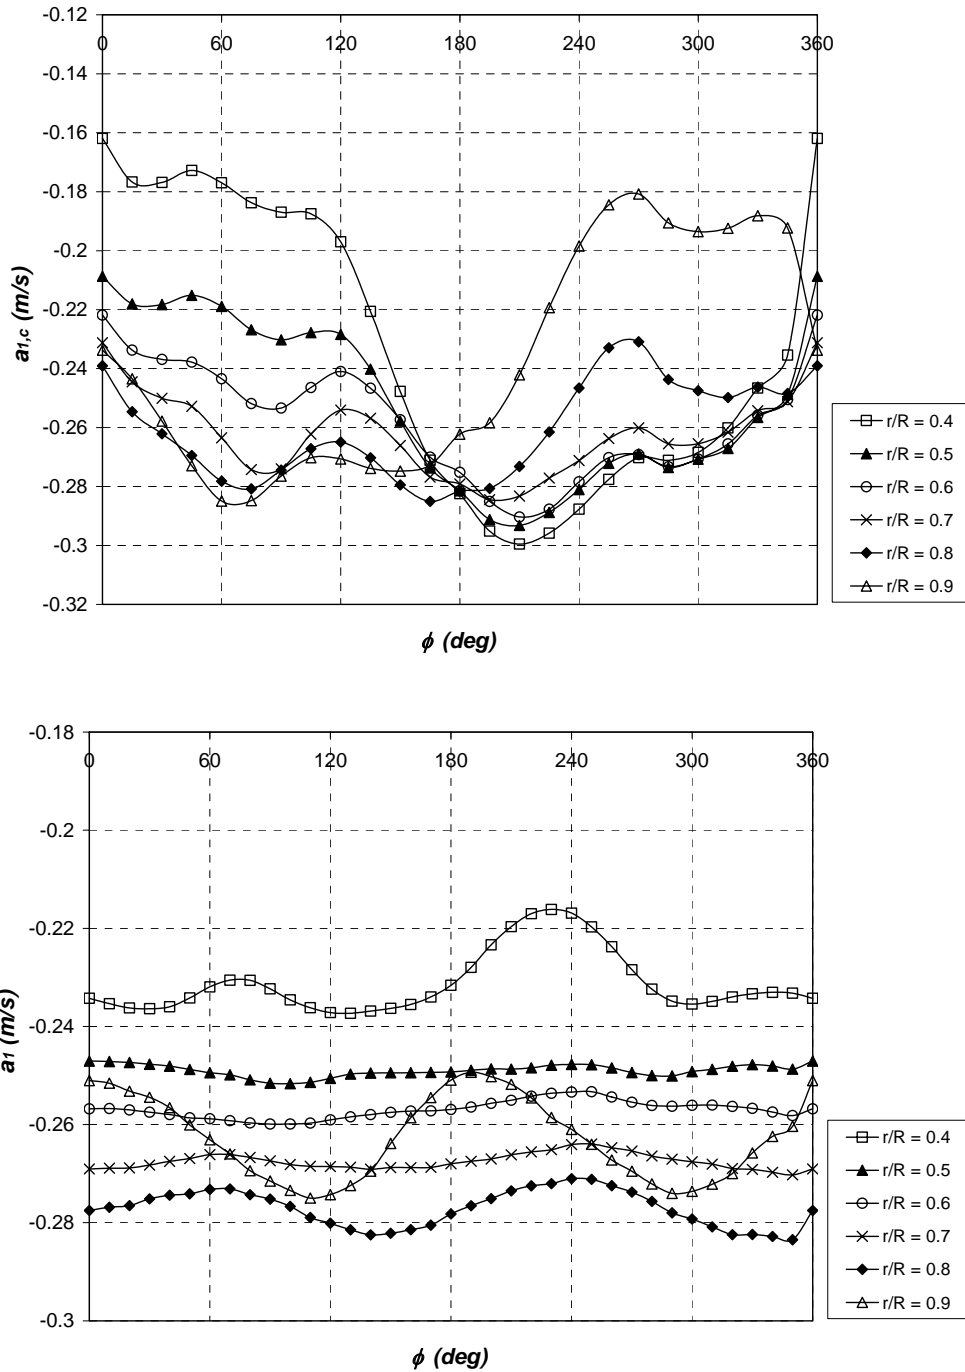 -0.12
0 60 120 180 240 300 360
-0.14
-0.16
-0.18
-0.2
-0.22
-0.24
-0.26
-0.28
-0.3
-0.32
a1,c (m/s)
ϕ (deg)
r/R = 0.4
r/R = 0.5
r/R = 0.6
r/R = 0.7
r/R = 0.8
r/R = 0.9
-0.18
0 60 120 180 240 300 360
-0.2
-0.22
-0.24
-0.26
-0.28
-0.3
a1 (m/s)
ϕ (deg)
r/R = 0.4
r/R = 0.5
r/R = 0.6
r/R = 0.7
r/R = 0.8
r/R = 0.9